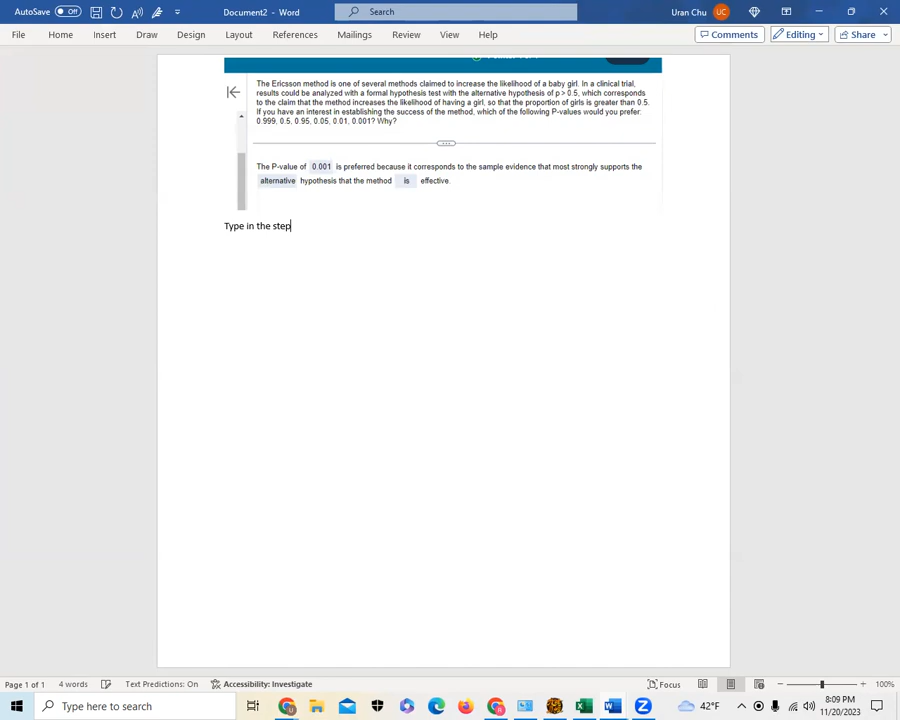 AutoSave Off Document2 - Word Search Uran Chu UC
File Home Insert Draw Design Layout References Mailings Review View Help Comments Editing Share
The Ericsson method is one of several methods claimed to increase the likelihood of a baby girl. In a clinical trial,
results could be analyzed with a formal hypothesis test with the alternative hypothesis of p> 0.5, which corresponds
to the claim that the method increases the likelihood of having a girl, so that the proportion of girls is greater than 0.5.
If you have an interest in establishing the success of the method, which of the following P-values would you prefer:
0.999, 0.5, 0.95, 0.05, 0.01, 0.001? Why?
The P-value of 0.001 is preferred because it corresponds to the sample evidence that most strongly supports the
alternative hypothesis that the method is effective.
Type in the step
Page 1 of 1 4 words Text Predictions: On Accessibility: Investigate Focus 100%
Type here to search 42°F 8:09 PM
11/20/2023